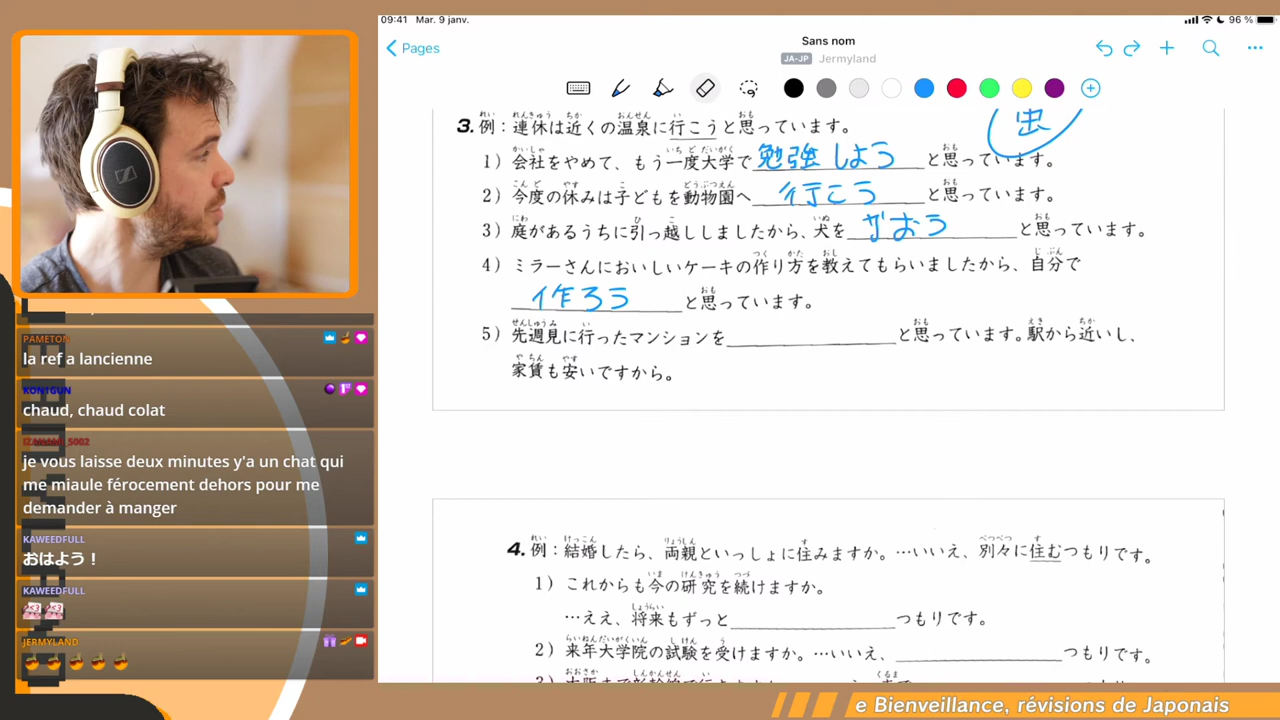 09:41 Mar. 9 janv.
96 %
Pages
Sans nom
JA-JP Jermyland
3. 例：連休は近くの温泉に行こうと思っています。
1) 会社をやめて、もう一度大学で勉強しようと思っています。
2) 今度の休みは子どもを動物園へ行こうと思っています。
3) 庭があるうちに引っ越ししましたから、犬を おうと思っています。
4) ミラーさんにおいしいケーキの作り方を教えてもらいましたから、自分で
作ろうと思っています。
5) 先週見に行ったマンションを と思っています。駅から近いし、
家賃も安いですから。
4. 例：結婚したら、両親といっしょに住みますか。…いいえ、別々に住むつもりです。
1) これからも今の研究を続けますか。
…ええ、将来もずっと つもりです。
2) 来年大学院の試験を受けますか。…いいえ、 つもりです。
PAMETON
la ref a lancienne
KON1GUN
chaud, chaud colat
IZANAMI_5002
je vous laisse deux minutes y'a un chat qui
me miaule férocement dehors pour me
demander à manger
KAWEEDFULL
おはよう！
KAWEEDFULL
JERMYLAND
e Bienveillance, révisions de Japonais